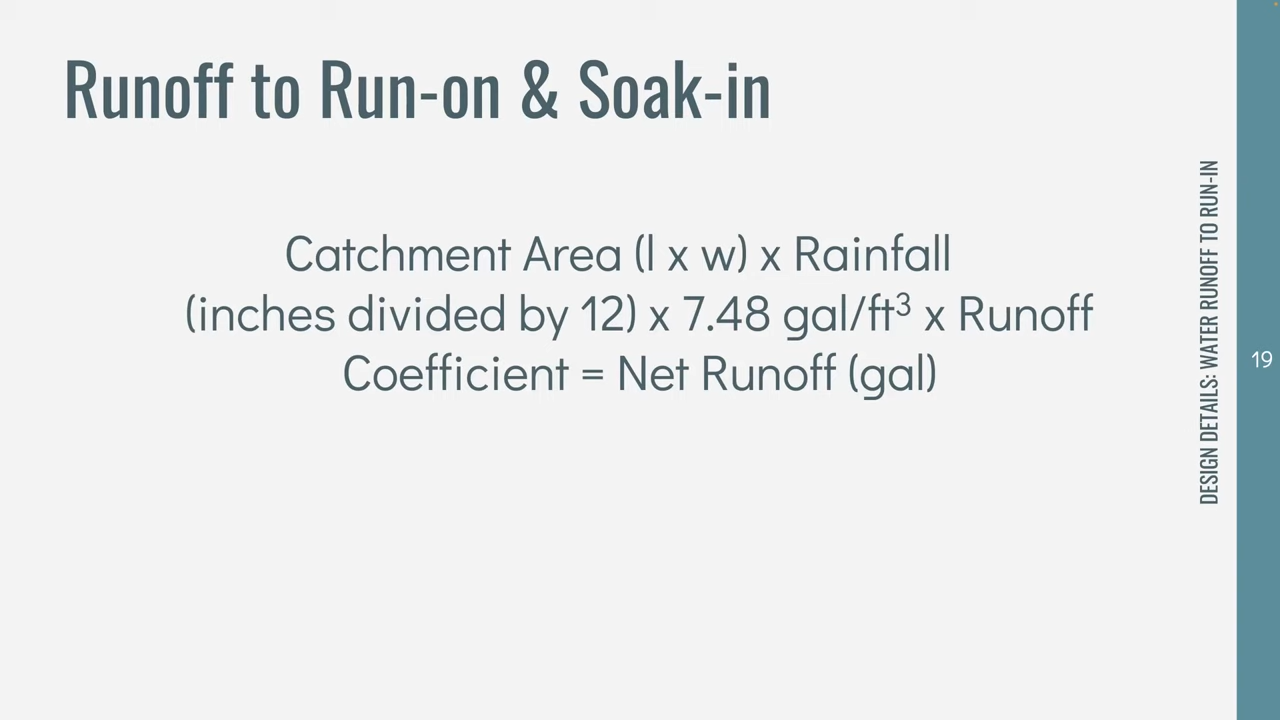 Runoff to Run-on & Soak-in
Catchment Area (l x w) x Rainfall
(inches divided by 12) x 7.48 gal/ft³ x Runoff
Coefficient = Net Runoff (gal)
DESIGN DETAILS: WATER RUNOFF TO RUN-IN
19